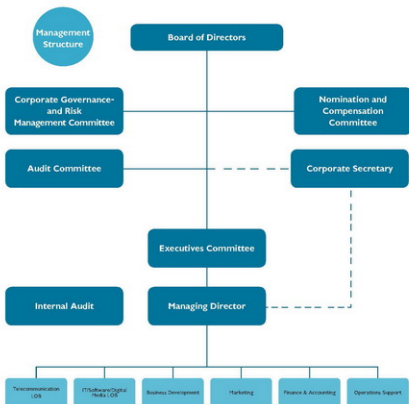 Management
Structure
Board of Directors
Corporate Governance-
and Risk
Management Committee
Nomination and
Compensation
Committee
Audit Committee
Corporate Secretary
Executives Committee
Internal Audit
Managing Director
Telecommunication
LOB
IT/Software/Digital
Media LOB
Business Development
Marketing
Finance & Accounting
Operations Support